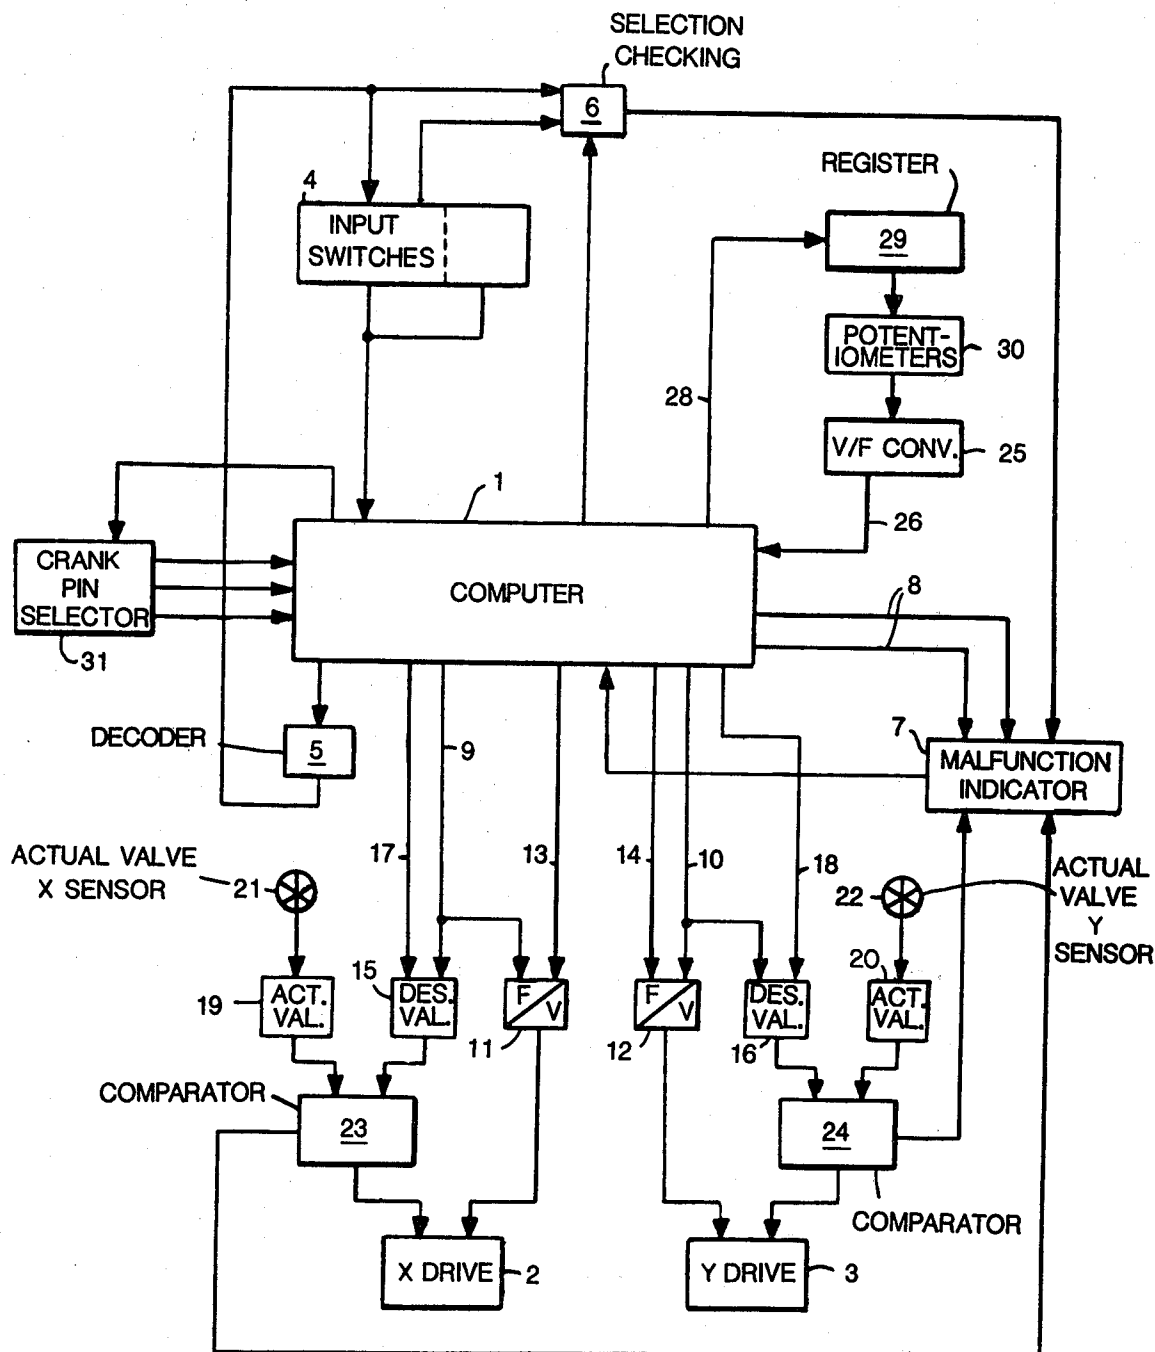 SELECTION
CHECKING
6
REGISTER
4
INPUT
SWITCHES
29
POTENT-
IOMETERS
30
28
V/F CONV.
25
1
26
CRANK
PIN
SELECTOR
COMPUTER
8
31
DECODER
5
9
7
MALFUNCTION
INDICATOR
ACTUAL VALVE
X SENSOR
21
17
13
14
10
18
22
ACTUAL
VALVE
Y
SENSOR
19
ACT.
VAL.
15
DES.
VAL.
F
V
11
F
V
12
DES.
VAL.
16
20
ACT.
VAL.
COMPARATOR
23
24
COMPARATOR
X DRIVE
2
Y DRIVE
3